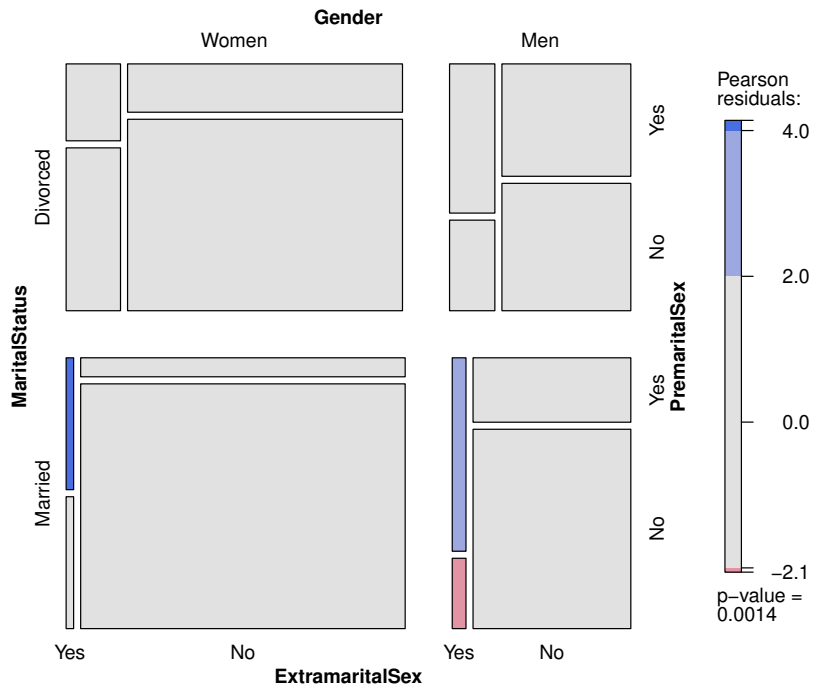 Gender
Women Men
Pearson
residuals:
4.0
2.0
0.0
−2.1
p−value =
0.0014
MaritalStatus
Divorced
Married
Yes
No
Yes
No
PremaritalSex
Yes No Yes No
ExtramaritalSex